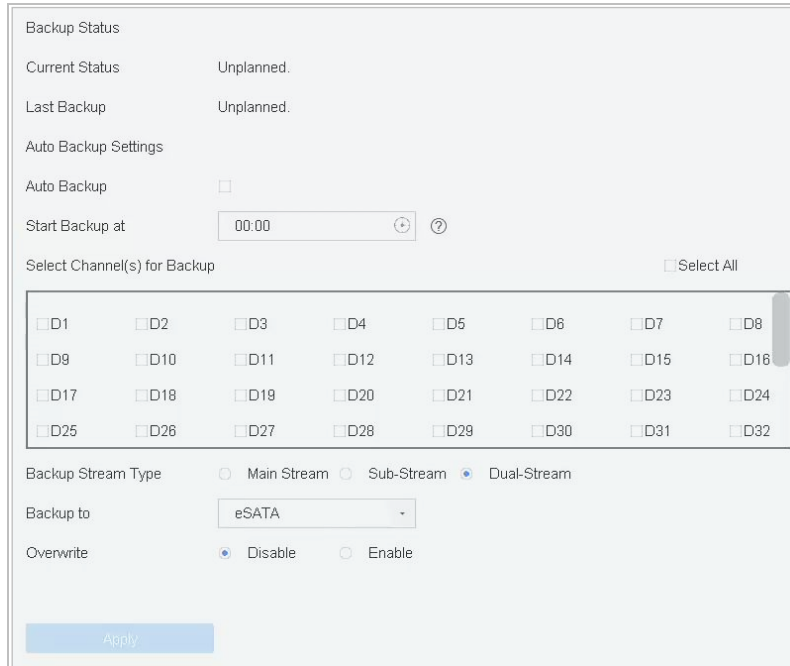 Backup Status
Current Status Unplanned.
Last Backup Unplanned.
Auto Backup Settings
Auto Backup
Start Backup at 00:00 ?
Select Channel(s) for Backup Select All
D1 D2 D3 D4 D5 D6 D7 D8
D9 D10 D11 D12 D13 D14 D15 D16
D17 D18 D19 D20 D21 D22 D23 D24
D25 D26 D27 D28 D29 D30 D31 D32
Backup Stream Type Main Stream Sub-Stream Dual-Stream
Backup to eSATA
Overwrite Disable Enable
Apply